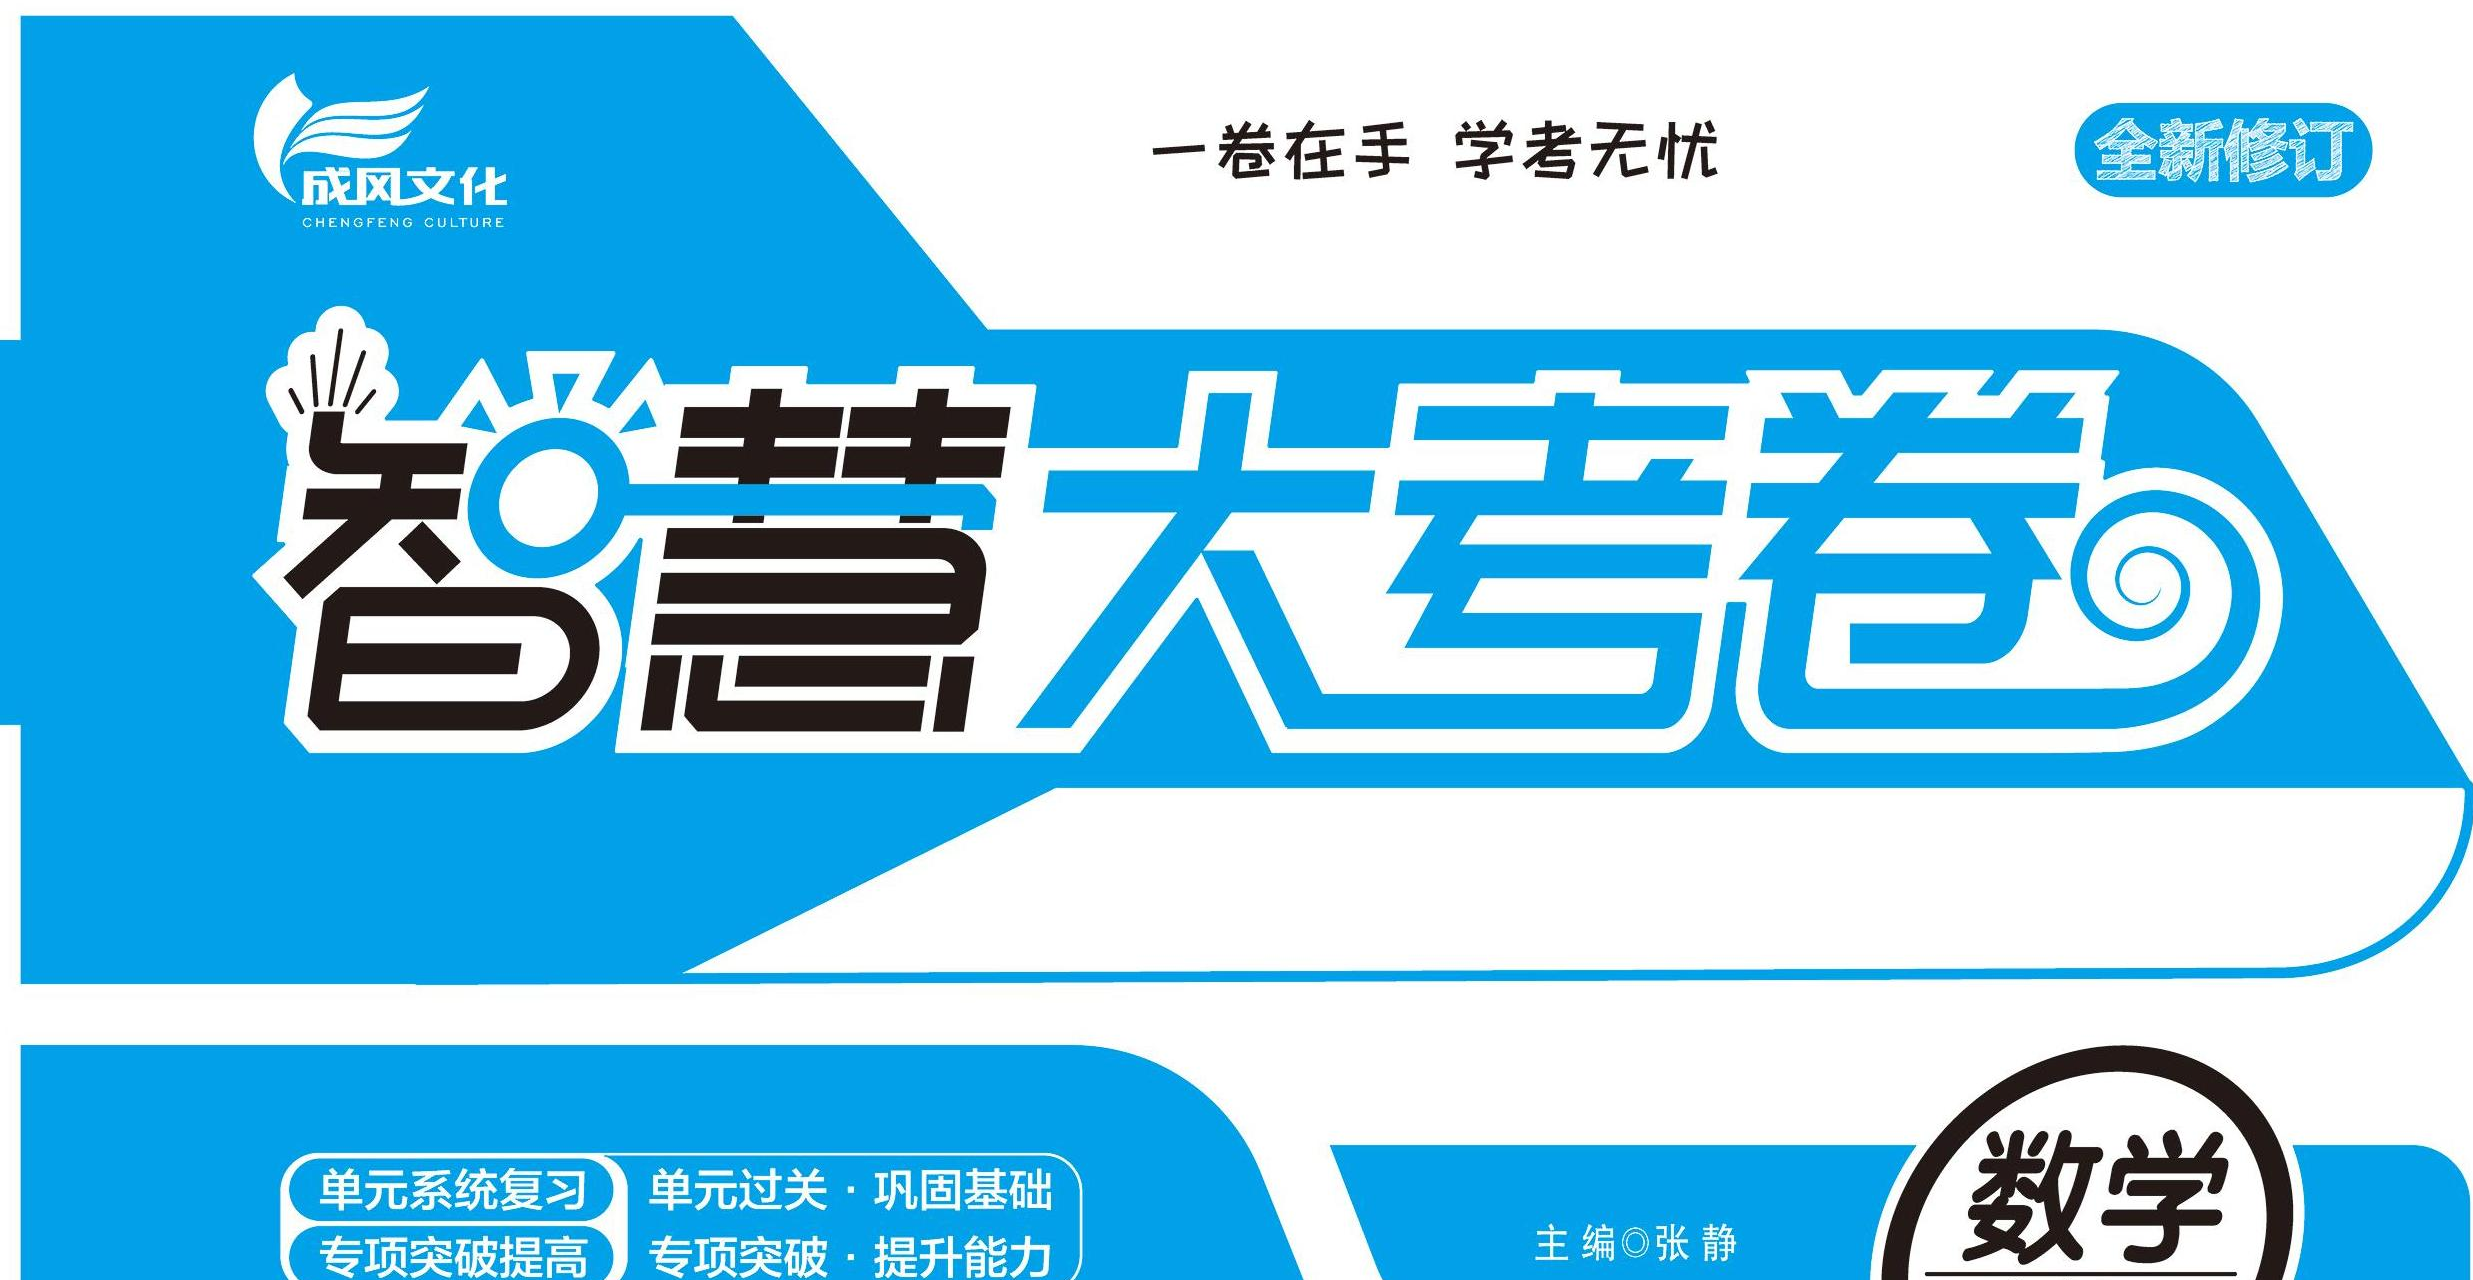 成风文化
CHENGFENG CULTURE
一卷在手 学考无忧
全新修订
智慧大考卷
单元系统复习 单元过关·巩固基础
专项突破提高 专项突破·提升能力
主编◎张静
数学